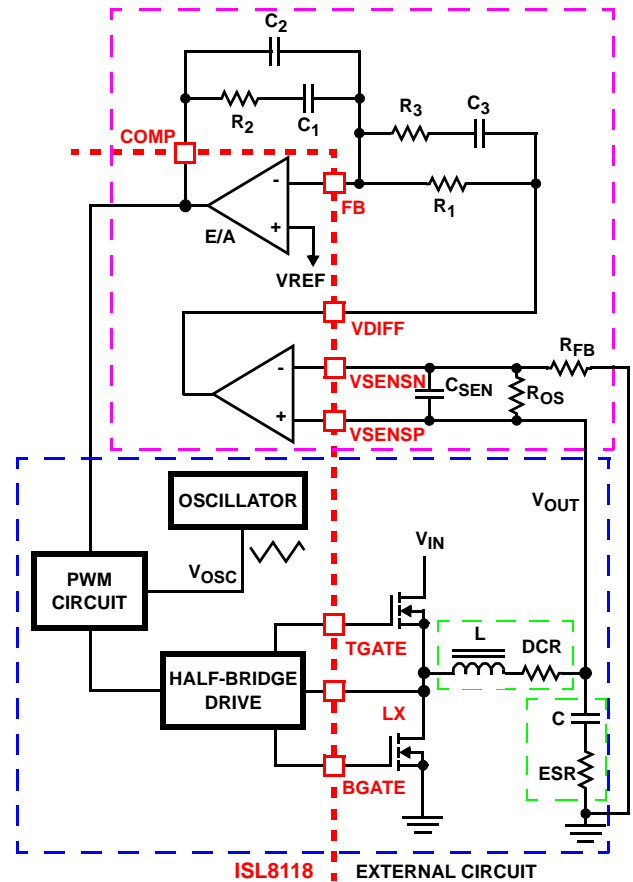 C2
R2
C1
R3
C3
COMP
R1
FB
-
+
E/A
VREF
VDIFF
RFB
-
VSENSN
CSEN
ROS
+
VSENSP
OSCILLATOR
VOUT
VIN
PWM
CIRCUIT
VOSC
L
DCR
TGATE
HALF-BRIDGE
DRIVE
LX
C
ESR
BGATE
ISL8118
EXTERNAL CIRCUIT